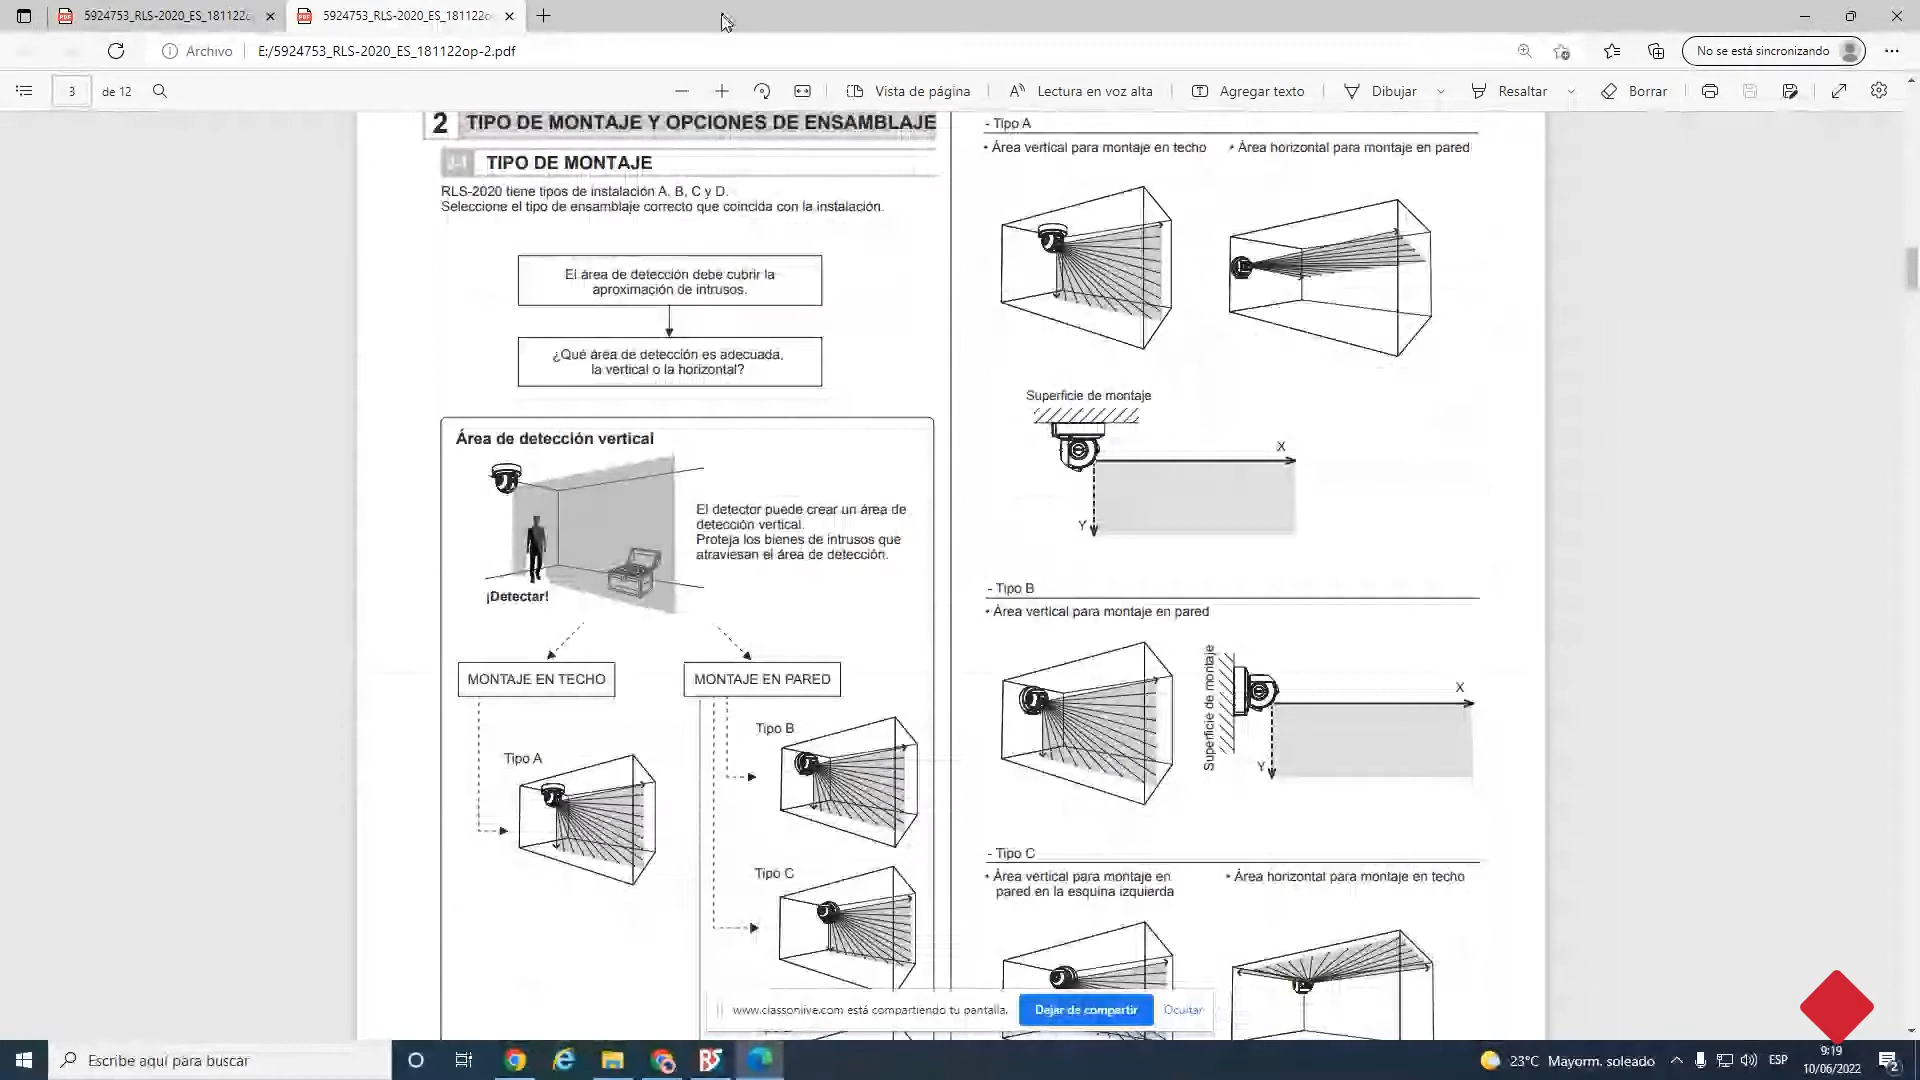 5924753_RLS-2020_ES_181122
5924753_RLS-2020_ES_181122o
Archivo
E:/5924753_RLS-2020_ES_181122op-2.pdf
No se está sincronizando
3 de 12
Vista de página
Lectura en voz alta
Agregar texto
Dibujar
Resaltar
Borrar
2 TIPO DE MONTAJE Y OPCIONES DE ENSAMBLAJE
2-1 TIPO DE MONTAJE
RLS-2020 tiene tipos de instalación A, B, C y D.
Seleccione el tipo de ensamblaje correcto que coincida con la instalación.
El área de detección debe cubrir la
aproximación de intrusos.
¿Qué área de detección es adecuada,
la vertical o la horizontal?
Área de detección vertical
El detector puede crear un área de
detección vertical.
Proteja los bienes de intrusos que
atraviesan el área de detección.
¡Detectar!
MONTAJE EN TECHO
MONTAJE EN PARED
Tipo A
Tipo B
Tipo C
- Tipo A
• Área vertical para montaje en techo
• Área horizontal para montaje en pared
Superficie de montaje
X
Y
- Tipo B
• Área vertical para montaje en pared
Superficie de montaje
X
Y
- Tipo C
• Área vertical para montaje en
pared en la esquina izquierda
• Área horizontal para montaje en techo
www.classonlive.com está compartiendo tu pantalla.
Dejar de compartir
Ocultar
Escribe aquí para buscar
23°C Mayorm. soleado
ESP
9:19
10/06/2022
2